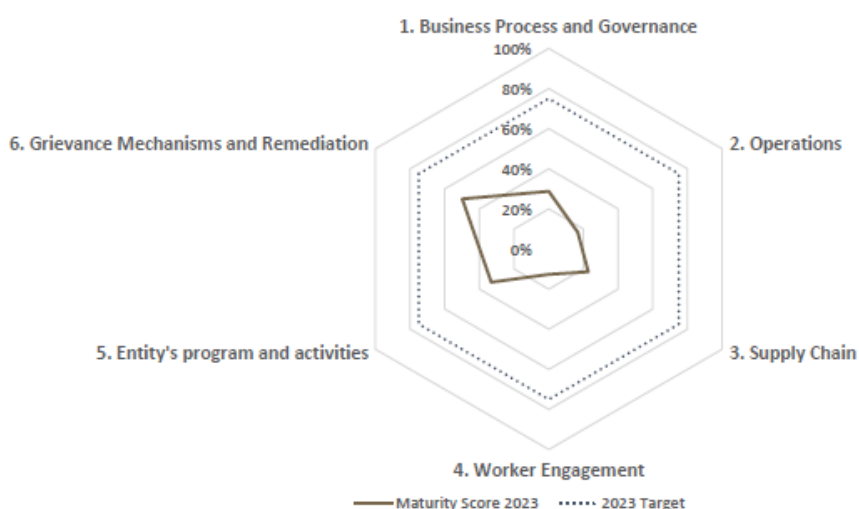 1. Business Process and Governance
100%
80%
60%
40%
20%
0%
6. Grievance Mechanisms and Remediation
2. Operations
5. Entity's program and activities
3. Supply Chain
4. Worker Engagement
Maturity Score 2023
2023 Target